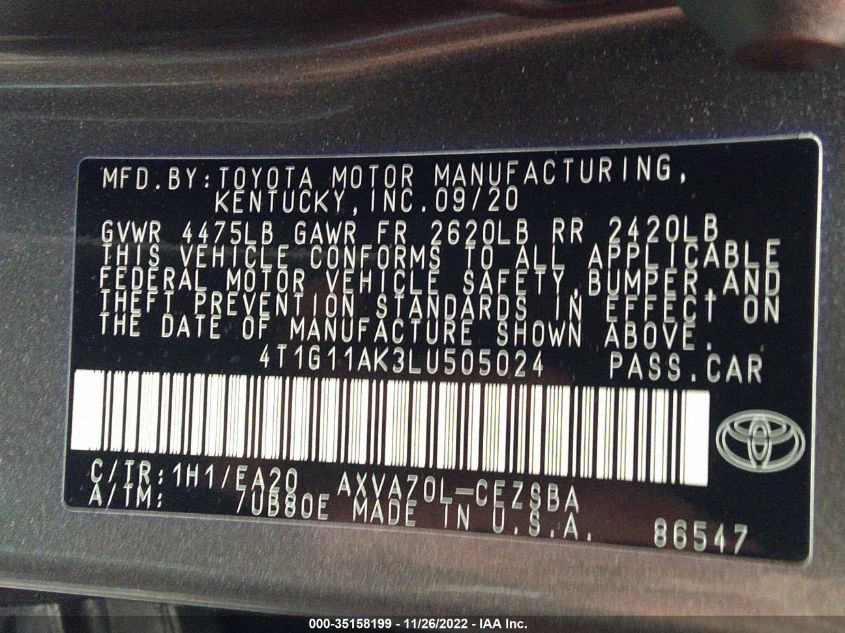 MFD.BY:TOYOTA MOTOR MANUFACTURING,
KENTUCKY,INC.09/20
GVWR 4475LB GAWR FR 2620LB RR 2420LB
THIS VEHICLE CONFORMS TO ALL APPLICABLE
FEDERAL MOTOR VEHICLE SAFETY,BUMPER,AND
THEFT PREVENTION STANDARDS IN EFFECT ON
THE DATE OF MANUFACTURE SHOWN ABOVE.
4T1G11AK3LU505024 PASS.CAR
C/TR:1H1/EA20 AXVA70L-CEZSBA
A/TM: 7UB80E MADE IN U.S.A. 86547
000-35158199 - 11/26/2022 - IAA Inc.